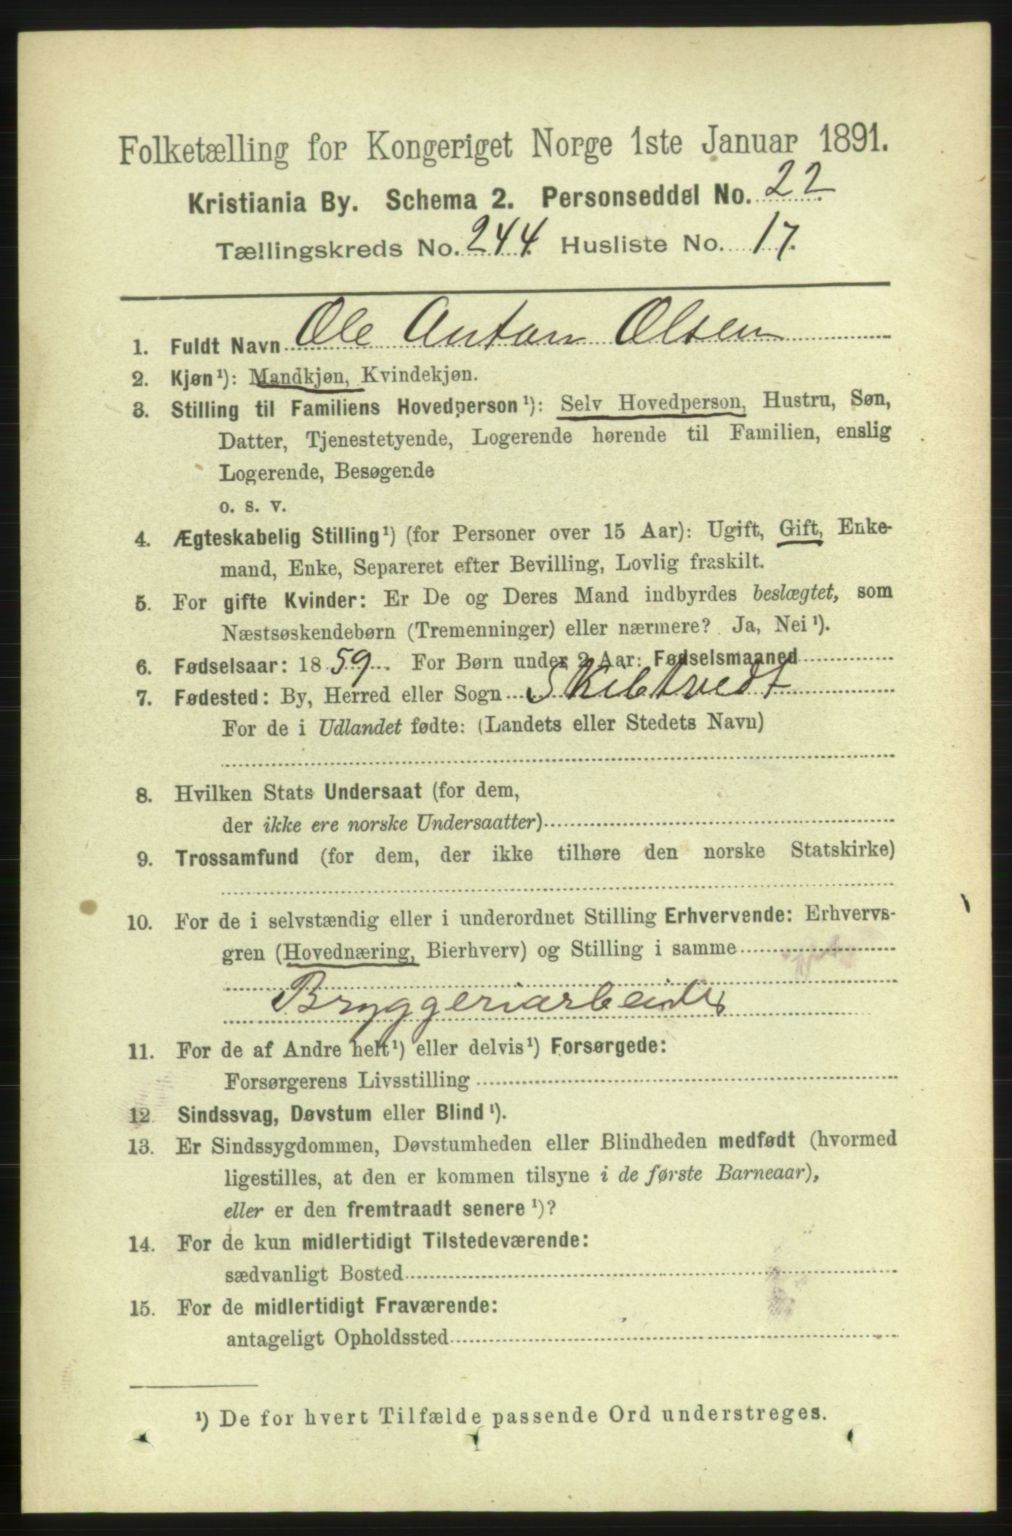 Folketælling for Kongeriget Norge 1ste Januar 1891.
Kristiania By. Schema 2. Personseddel No. 22
Tællingskreds No. 244. Husliste No. 17.
1. Fuldt Navn Ole Anton Olsen
2. Kjøn¹): Mandkjøn, Kvindekjøn.
3. Stilling til Familiens Hovedperson¹): Selv Hovedperson, Hustru, Søn,
Datter, Tjenestetyende, Logerende hørende til Familien, enslig
Logerende, Besøgende
o. s. v.
4. Ægteskabelig Stilling¹) (for Personer over 15 Aar): Ugift, Gift, Enke-
mand, Enke, Separeret efter Bevilling, Lovlig fraskilt.
5. For gifte Kvinder: Er De og Deres Mand indbyrdes beslægtet, som
Næstsøskendebørn (Tremenninger) eller nærmere? Ja, Nei¹).
6. Fødselsaar: 1859. For Børn under 2 Aar: Fødselsmaaned
7. Fødested: By, Herred eller Sogn Skibtvedt
For de i Udlandet fødte: (Landets eller Stedets Navn)
8. Hvilken Stats Undersaat (for dem,
der ikke ere norske Undersaatter)
9. Trossamfund (for dem, der ikke tilhøre den norske Statskirke)
10. For de i selvstændig eller i underordnet Stilling Erhvervende: Erhvervs-
gren (Hovednæring, Bierhverv) og Stilling i samme
Bryggeriarbeider
11. For de af Andre helt¹) eller delvis¹) Forsørgede:
Forsørgerens Livsstilling
12. Sindssvag, Døvstum eller Blind¹).
13. Er Sindssygdommen, Døvstumheden eller Blindheden medfødt (hvormed
ligestilles, at den er kommen tilsyne i de første Barneaar),
eller er den fremtraadt senere¹)?
14. For de kun midlertidigt Tilstedeværende:
sædvanligt Bosted
15. For de midlertidigt Fraværende:
antageligt Opholdssted
¹) De for hvert Tilfælde passende Ord understreges.